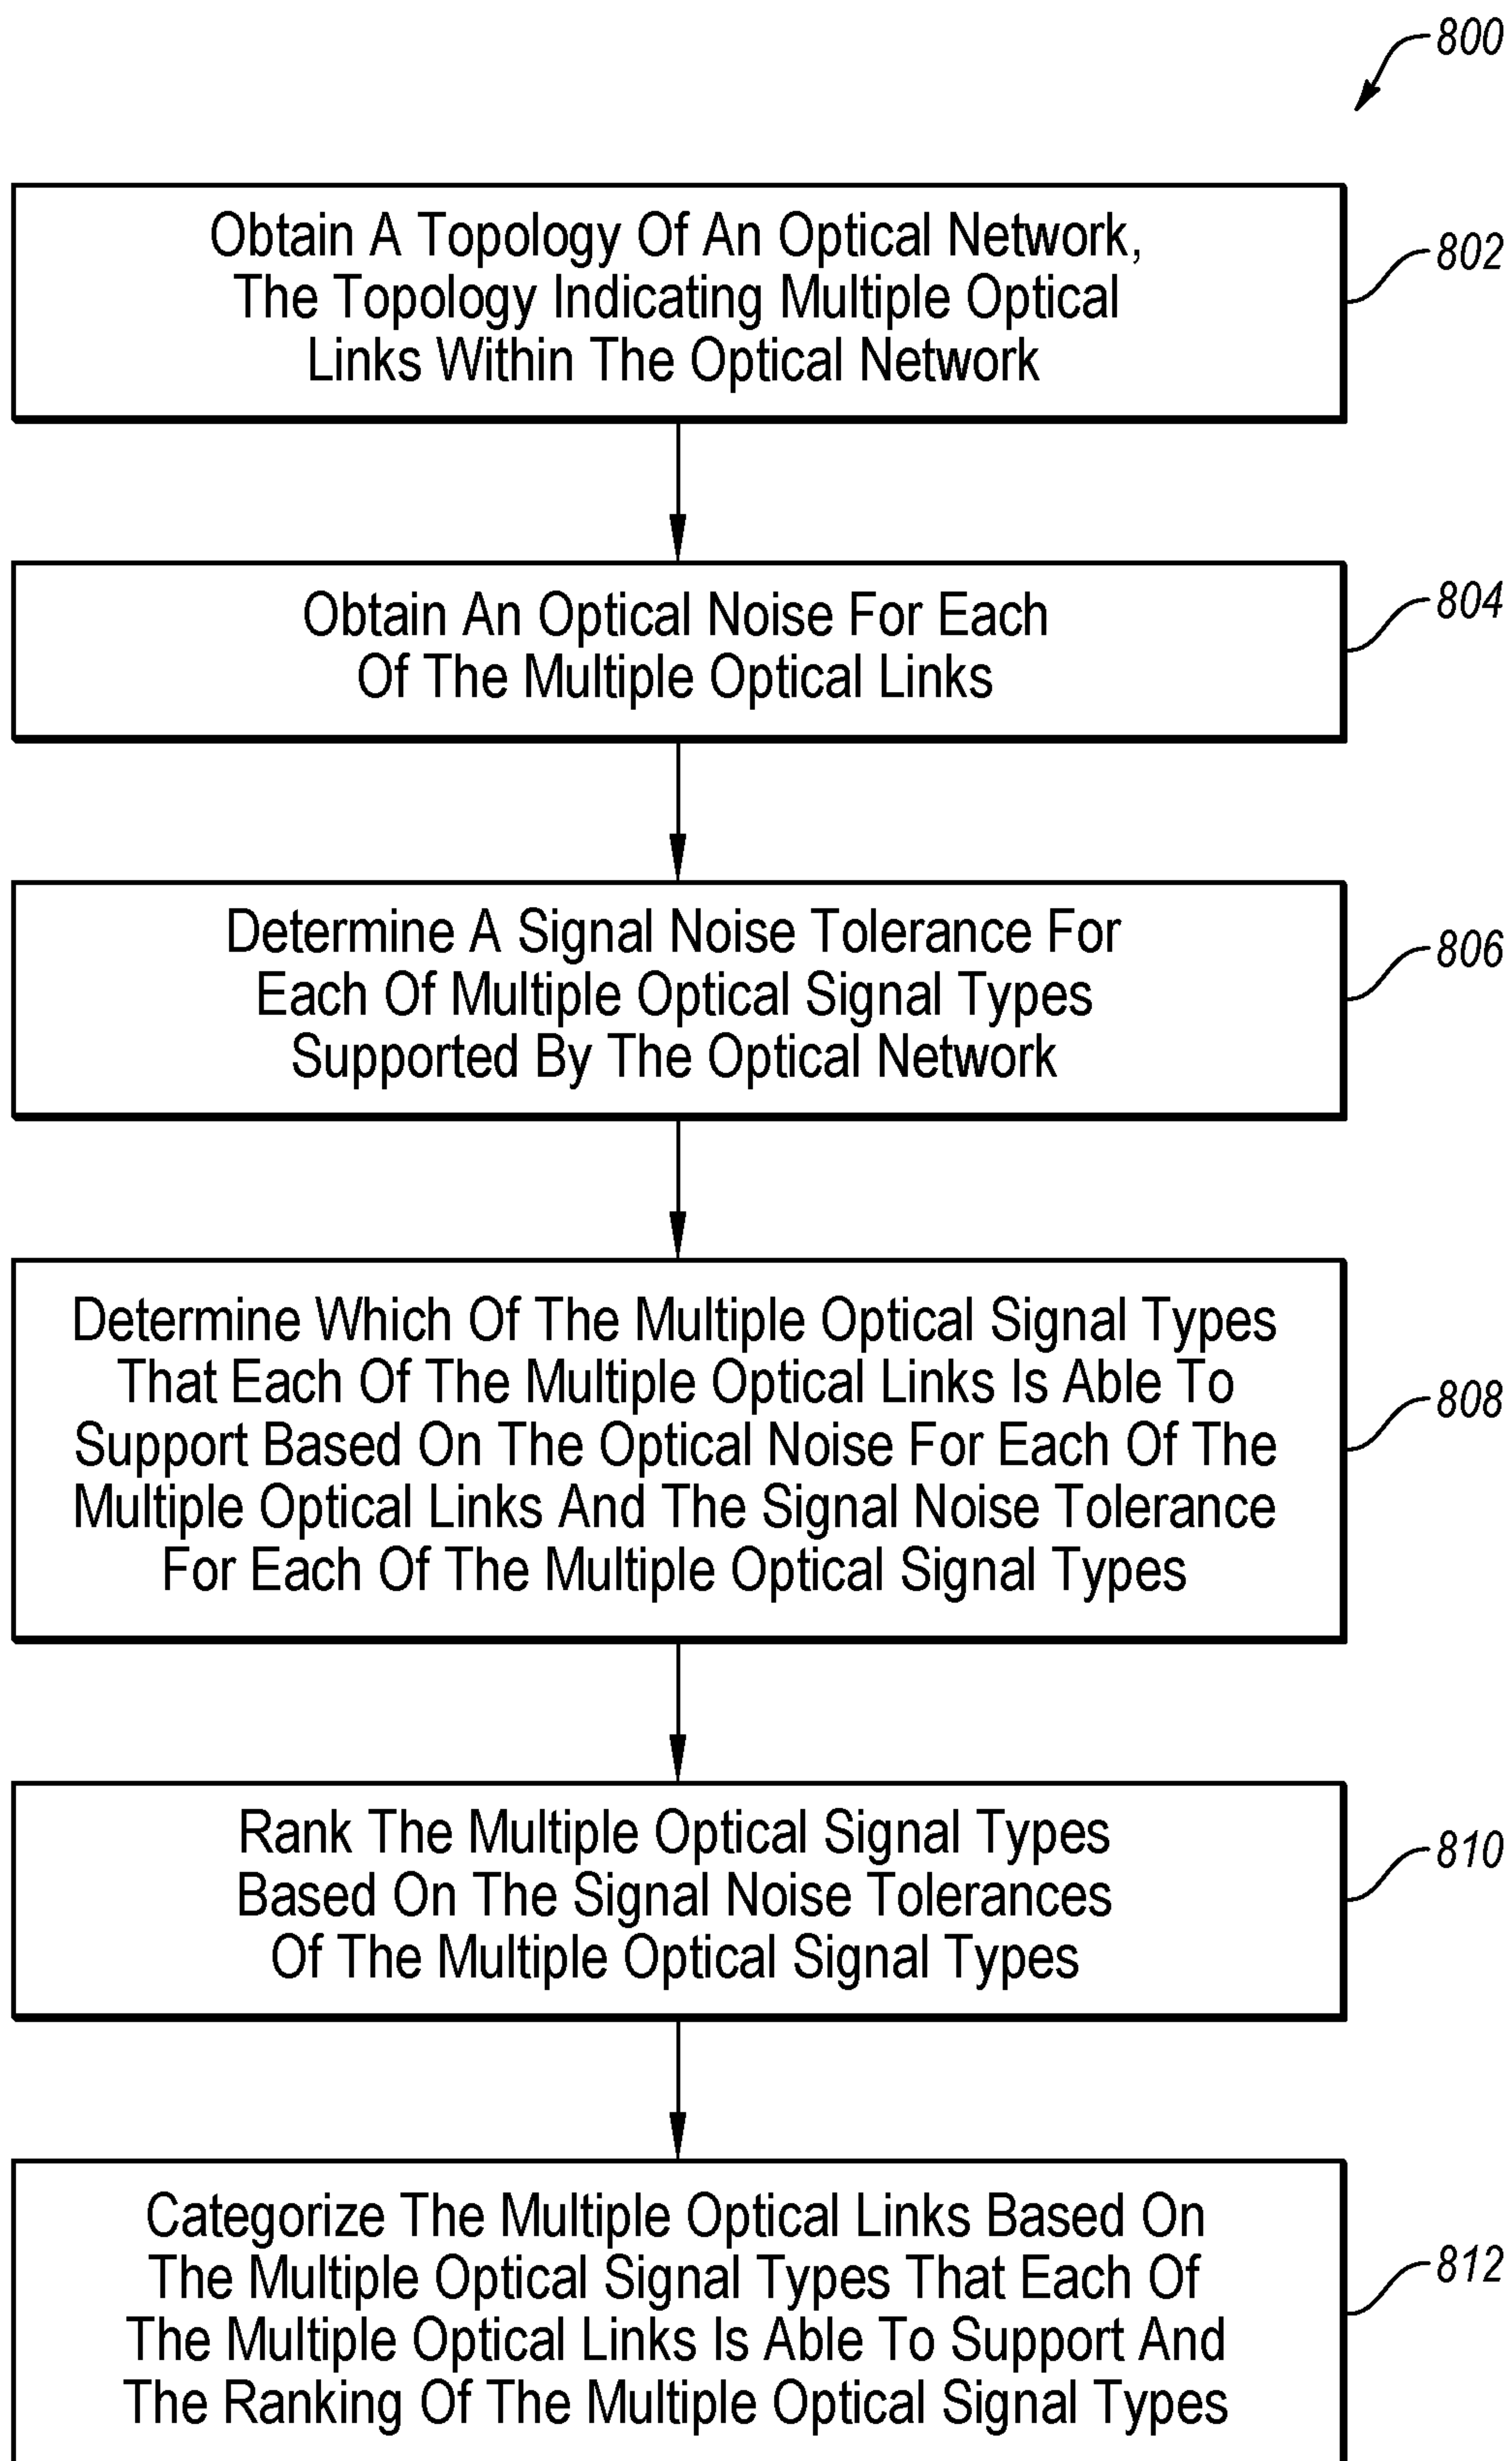 800
Obtain A Topology Of An Optical Network,
The Topology Indicating Multiple Optical
Links Within The Optical Network
802
Obtain An Optical Noise For Each
Of The Multiple Optical Links
804
Determine A Signal Noise Tolerance For
Each Of Multiple Optical Signal Types
Supported By The Optical Network
806
Determine Which Of The Multiple Optical Signal Types
That Each Of The Multiple Optical Links Is Able To
Support Based On The Optical Noise For Each Of The
Multiple Optical Links And The Signal Noise Tolerance
For Each Of The Multiple Optical Signal Types
808
Rank The Multiple Optical Signal Types
Based On The Signal Noise Tolerances
Of The Multiple Optical Signal Types
810
Categorize The Multiple Optical Links Based On
The Multiple Optical Signal Types That Each Of
The Multiple Optical Links Is Able To Support And
The Ranking Of The Multiple Optical Signal Types
812